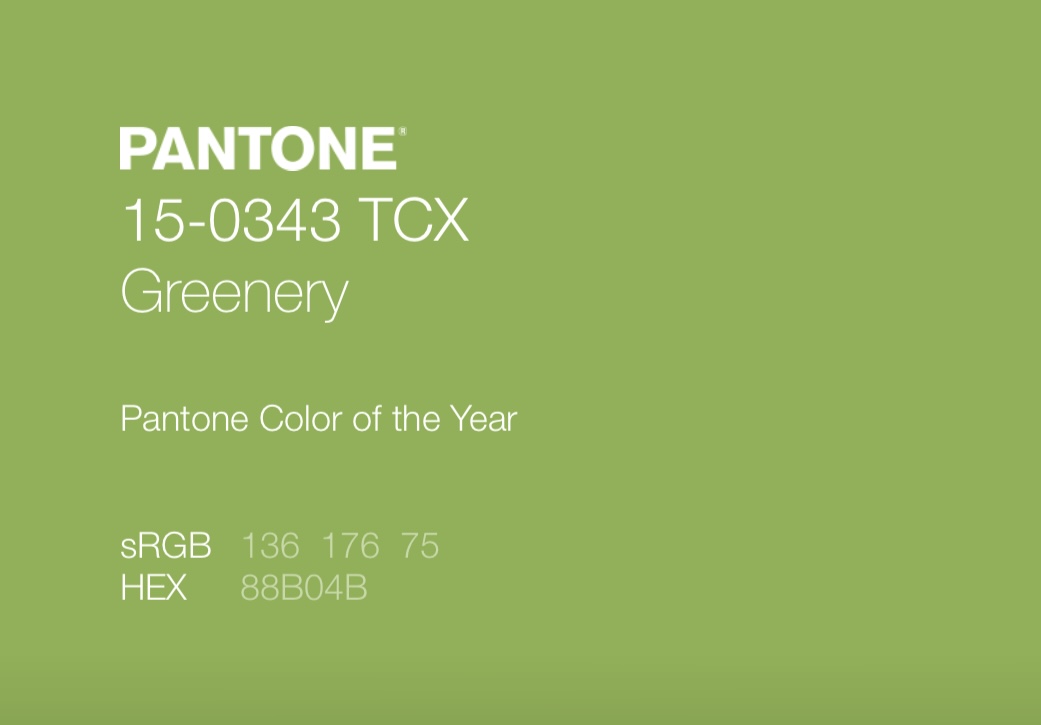 PANTONE®
15-0343 TCX
Greenery
Pantone Color of the Year
sRGB 136 176 75
HEX 88B04B